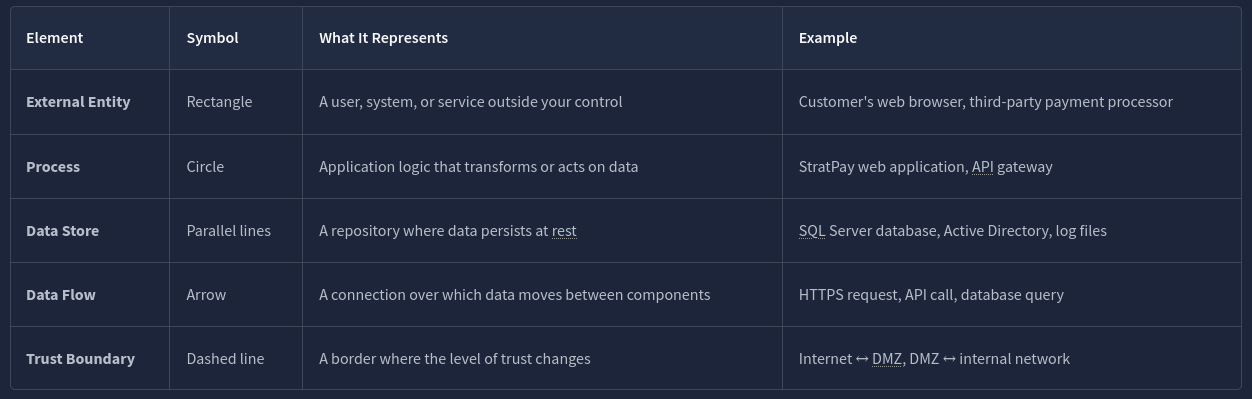 Element Symbol What It Represents Example
External Entity Rectangle A user, system, or service outside your control Customer's web browser, third-party payment processor
Process Circle Application logic that transforms or acts on data StratPay web application, API gateway
Data Store Parallel lines A repository where data persists at rest SQL Server database, Active Directory, log files
Data Flow Arrow A connection over which data moves between components HTTPS request, API call, database query
Trust Boundary Dashed line A border where the level of trust changes Internet ↔ DMZ, DMZ ↔ internal network